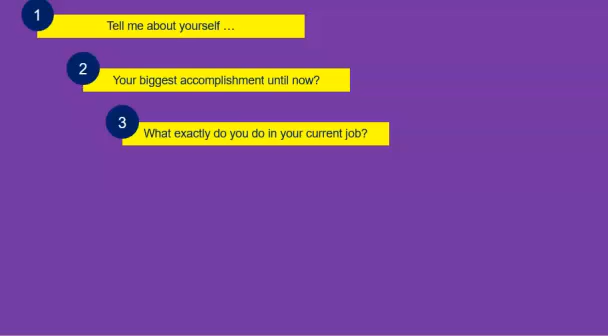 1
Tell me about yourself …
2
Your biggest accomplishment until now?
3
What exactly do you do in your current job?